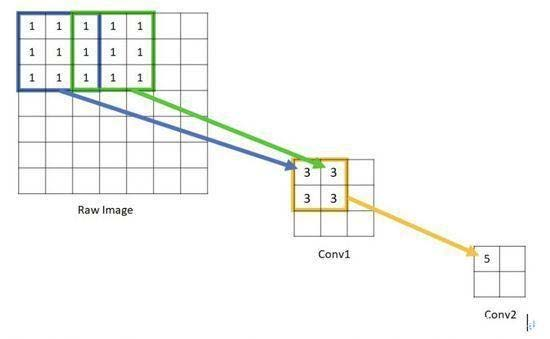 1 1 1 1 1
1 1 1 1 1
1 1 1 1 1
Raw Image
3 3
3 3
Conv1
5
Conv2